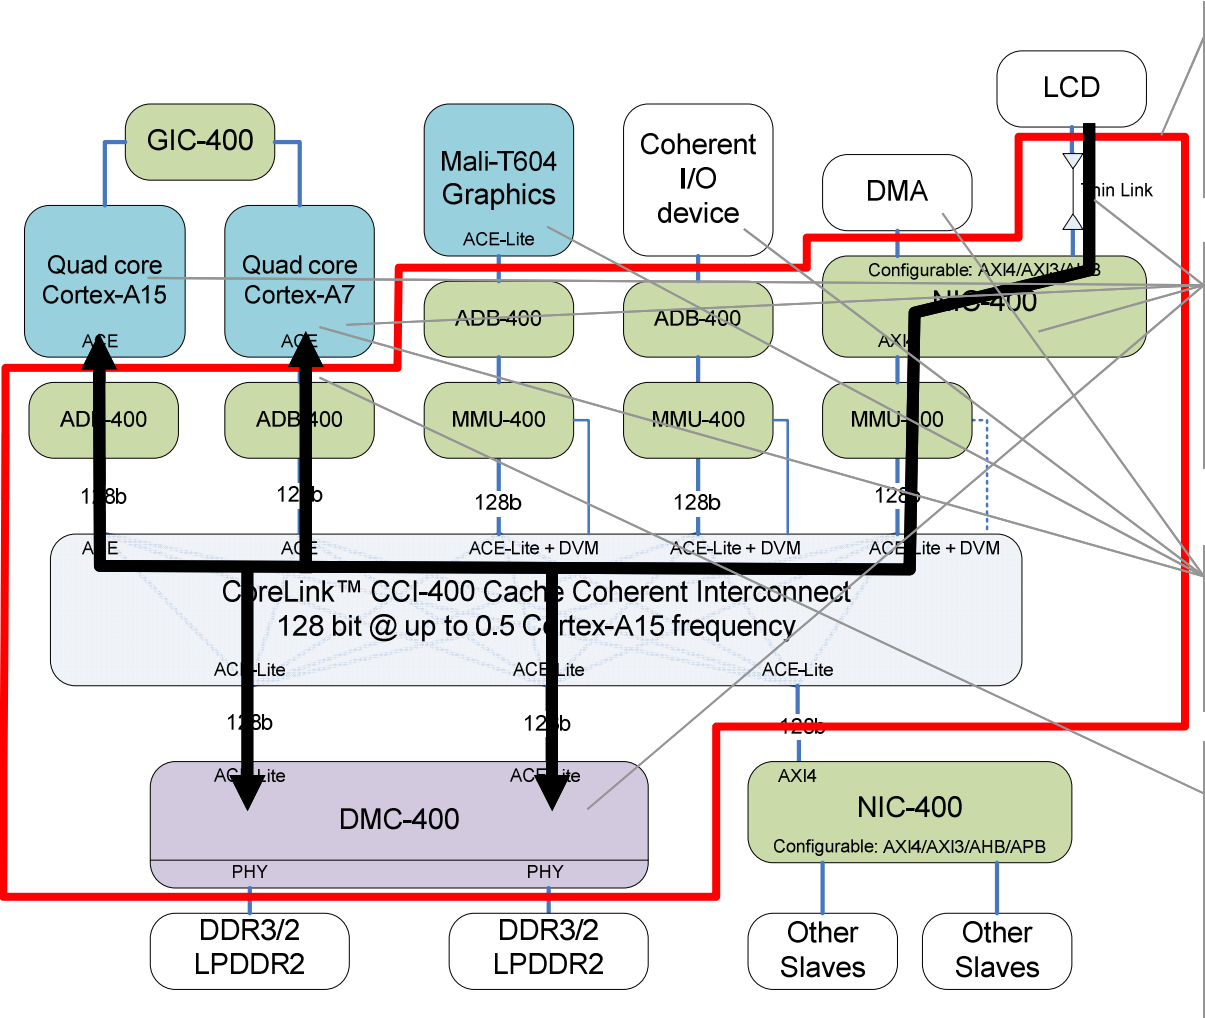 LCD
GIC-400
Mali-T604
Graphics
ACE-Lite
Coherent
I/O
device
DMA
Thin Link
Quad core
Cortex-A15
ACE
Quad core
Cortex-A7
ACE
Configurable: AXI4/AXI3/AHB
NIC-400
AXI4
ADB-400
ADB-400
ADB-400
ADB-400
MMU-400
MMU-400
MMU-400
128b
128b
128b
128b
128b
ACE
ACE
ACE-Lite + DVM
ACE-Lite + DVM
ACE-Lite + DVM
CoreLink™ CCI-400 Cache Coherent Interconnect
128 bit @ up to 0.5 Cortex-A15 frequency
ACE-Lite
ACE-Lite
ACE-Lite
128b
128b
128b
ACE-Lite
ACE-Lite
AXI4
DMC-400
NIC-400
Configurable: AXI4/AXI3/AHB/APB
PHY
PHY
DDR3/2
LPDDR2
DDR3/2
LPDDR2
Other
Slaves
Other
Slaves